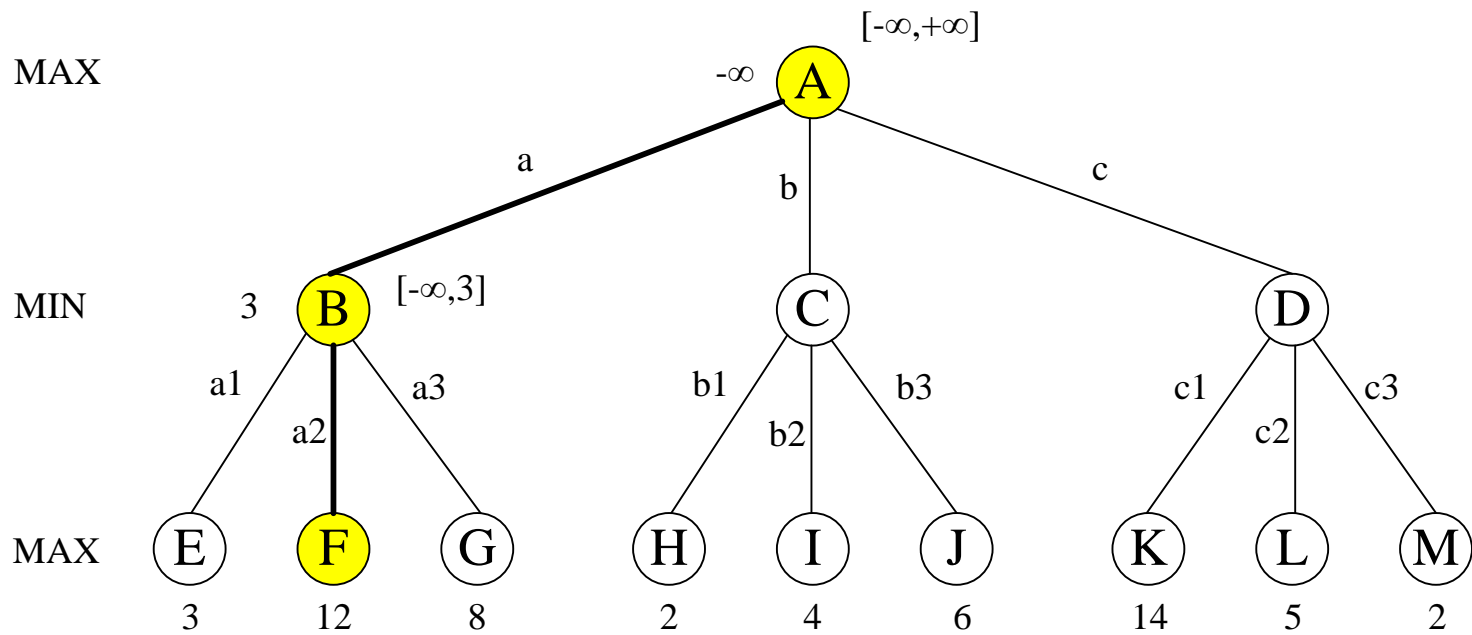 [-∞,+∞]
MAX -∞ A
a b c
MIN 3 B [-∞,3] C D
a1 a2 a3 b1 b2 b3 c1 c2 c3
MAX E F G H I J K L M
3 12 8 2 4 6 14 5 2